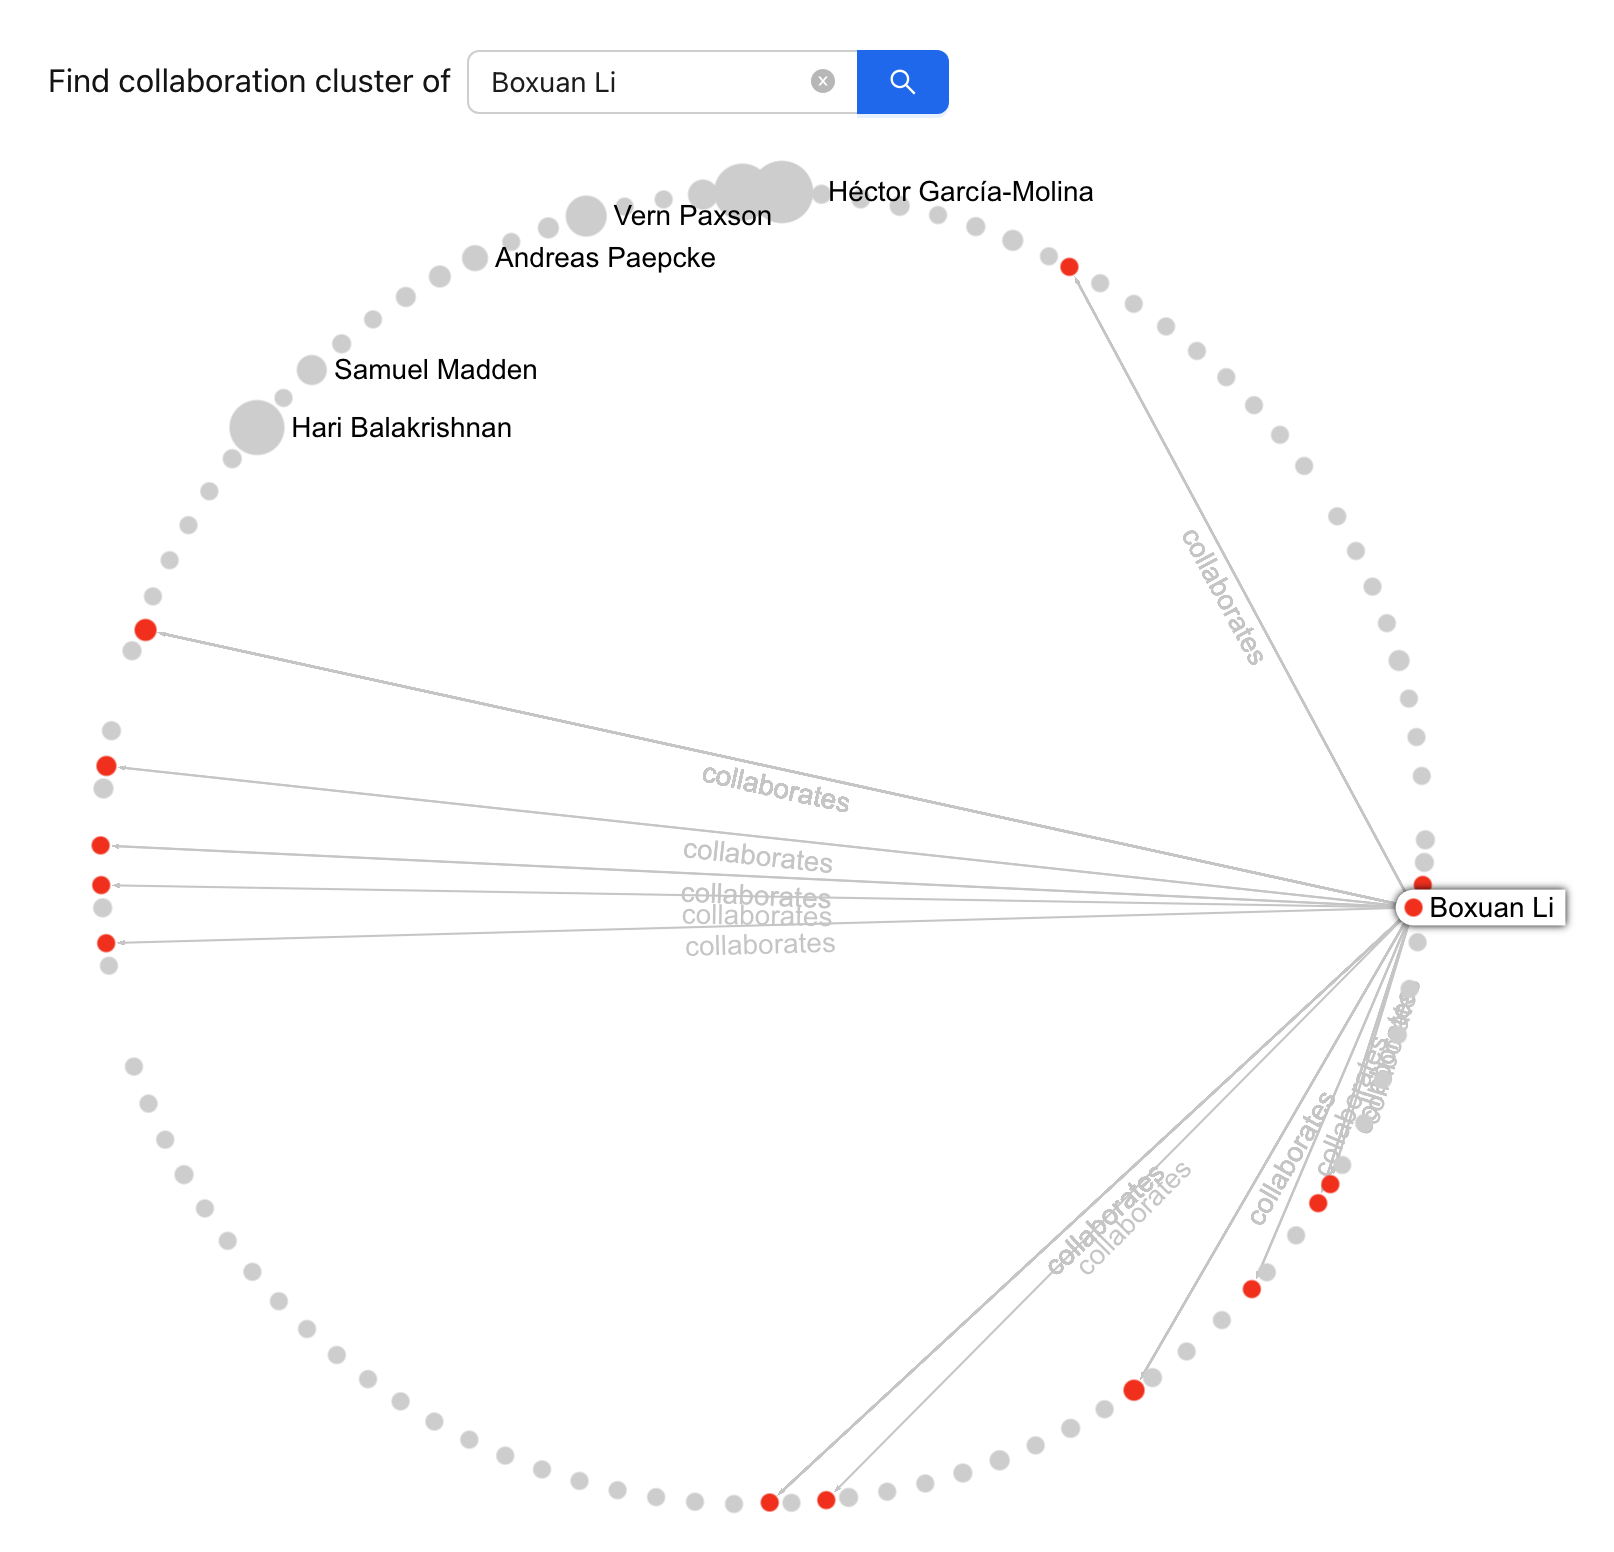 Find collaboration cluster of
Boxuan Li
Héctor García-Molina
Vern Paxson
Andreas Paepcke
Samuel Madden
Hari Balakrishnan
collaborates
collaborates
collaborates
collaborates
collaborates
collaborates
Boxuan Li
collaborates
collaborates
collaborates
collaborates